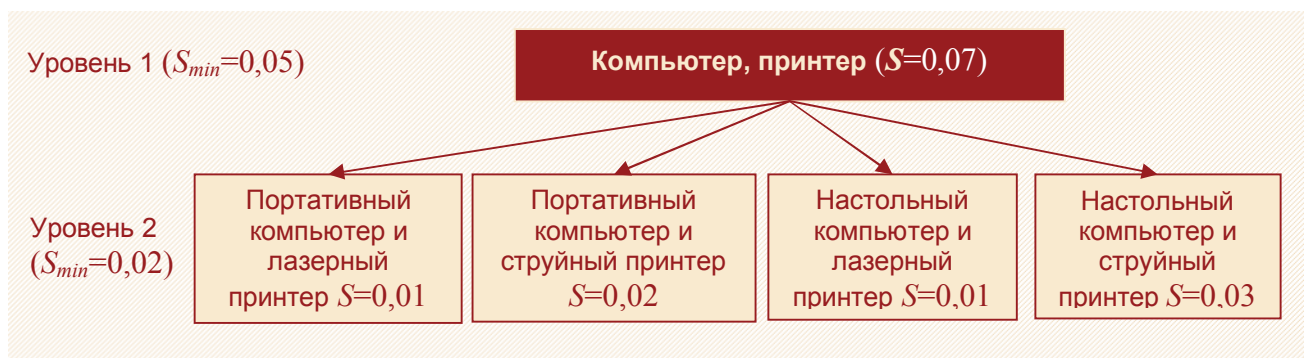 Уровень 1 (Smin=0,05)
Компьютер, принтер (S=0,07)
Уровень 2
(Smin=0,02)
Портативный
компьютер и
лазерный
принтер S=0,01
Портативный
компьютер и
струйный принтер
S=0,02
Настольный
компьютер и
лазерный
принтер S=0,01
Настольный
компьютер и
струйный
принтер S=0,03